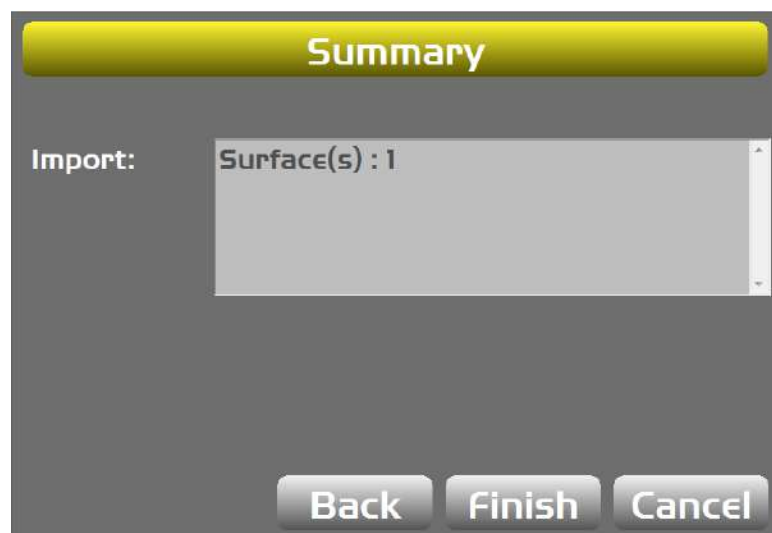 Summary
Import:
Surface(s) : 1
Back
Finish
Cancel